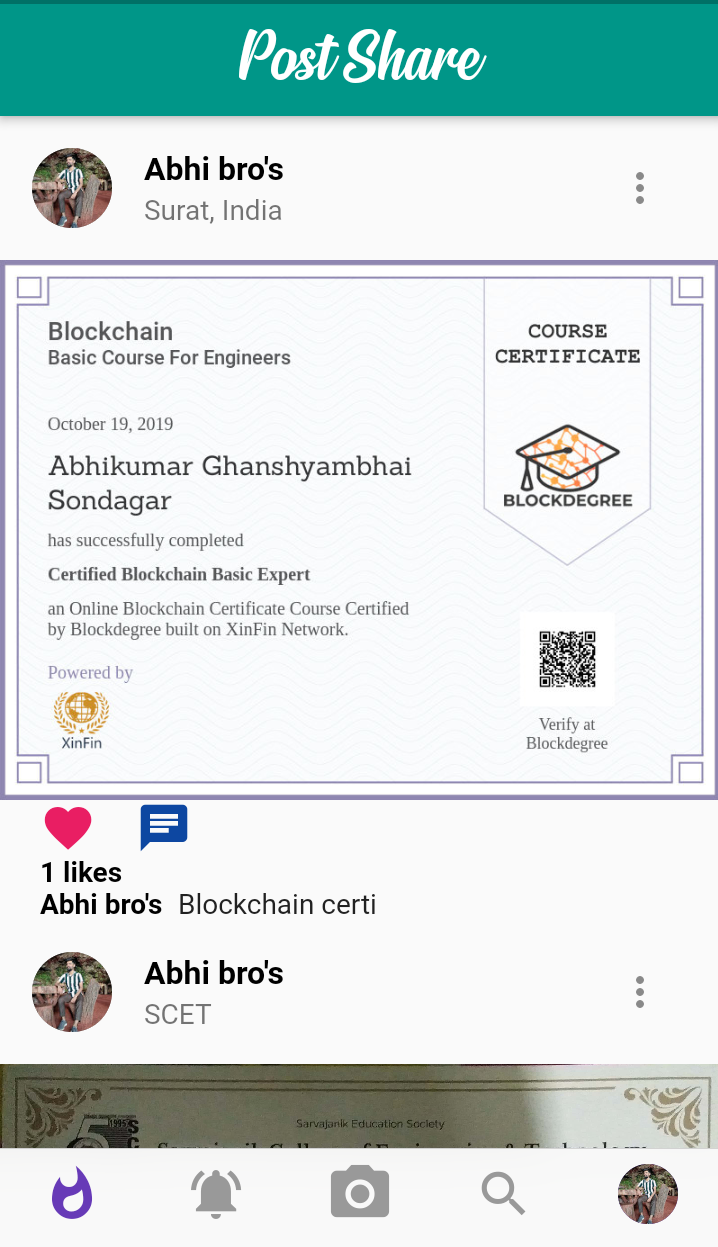 Post Share
Abhi bro's
Surat, India
Blockchain
Basic Course For Engineers
October 19, 2019
Abhikumar Ghanshyambhai
Sondagar
has successfully completed
Certified Blockchain Basic Expert
an Online Blockchain Certificate Course Certified
by Blockdegree built on XinFin Network.
Powered by
XinFin
COURSE
CERTIFICATE
BLOCKDEGREE
Verify at
Blockdegree
1 likes
Abhi bro's Blockchain certi
Abhi bro's
SCET
1995
Sarvajanik Education Society